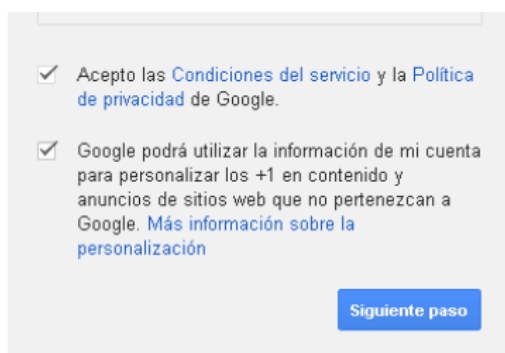 Acepto las Condiciones del servicio y la Política
de privacidad de Google.
Google podrá utilizar la información de mi cuenta
para personalizar los +1 en contenido y
anuncios de sitios web que no pertenezcan a
Google. Más información sobre la
personalización
Siguiente paso